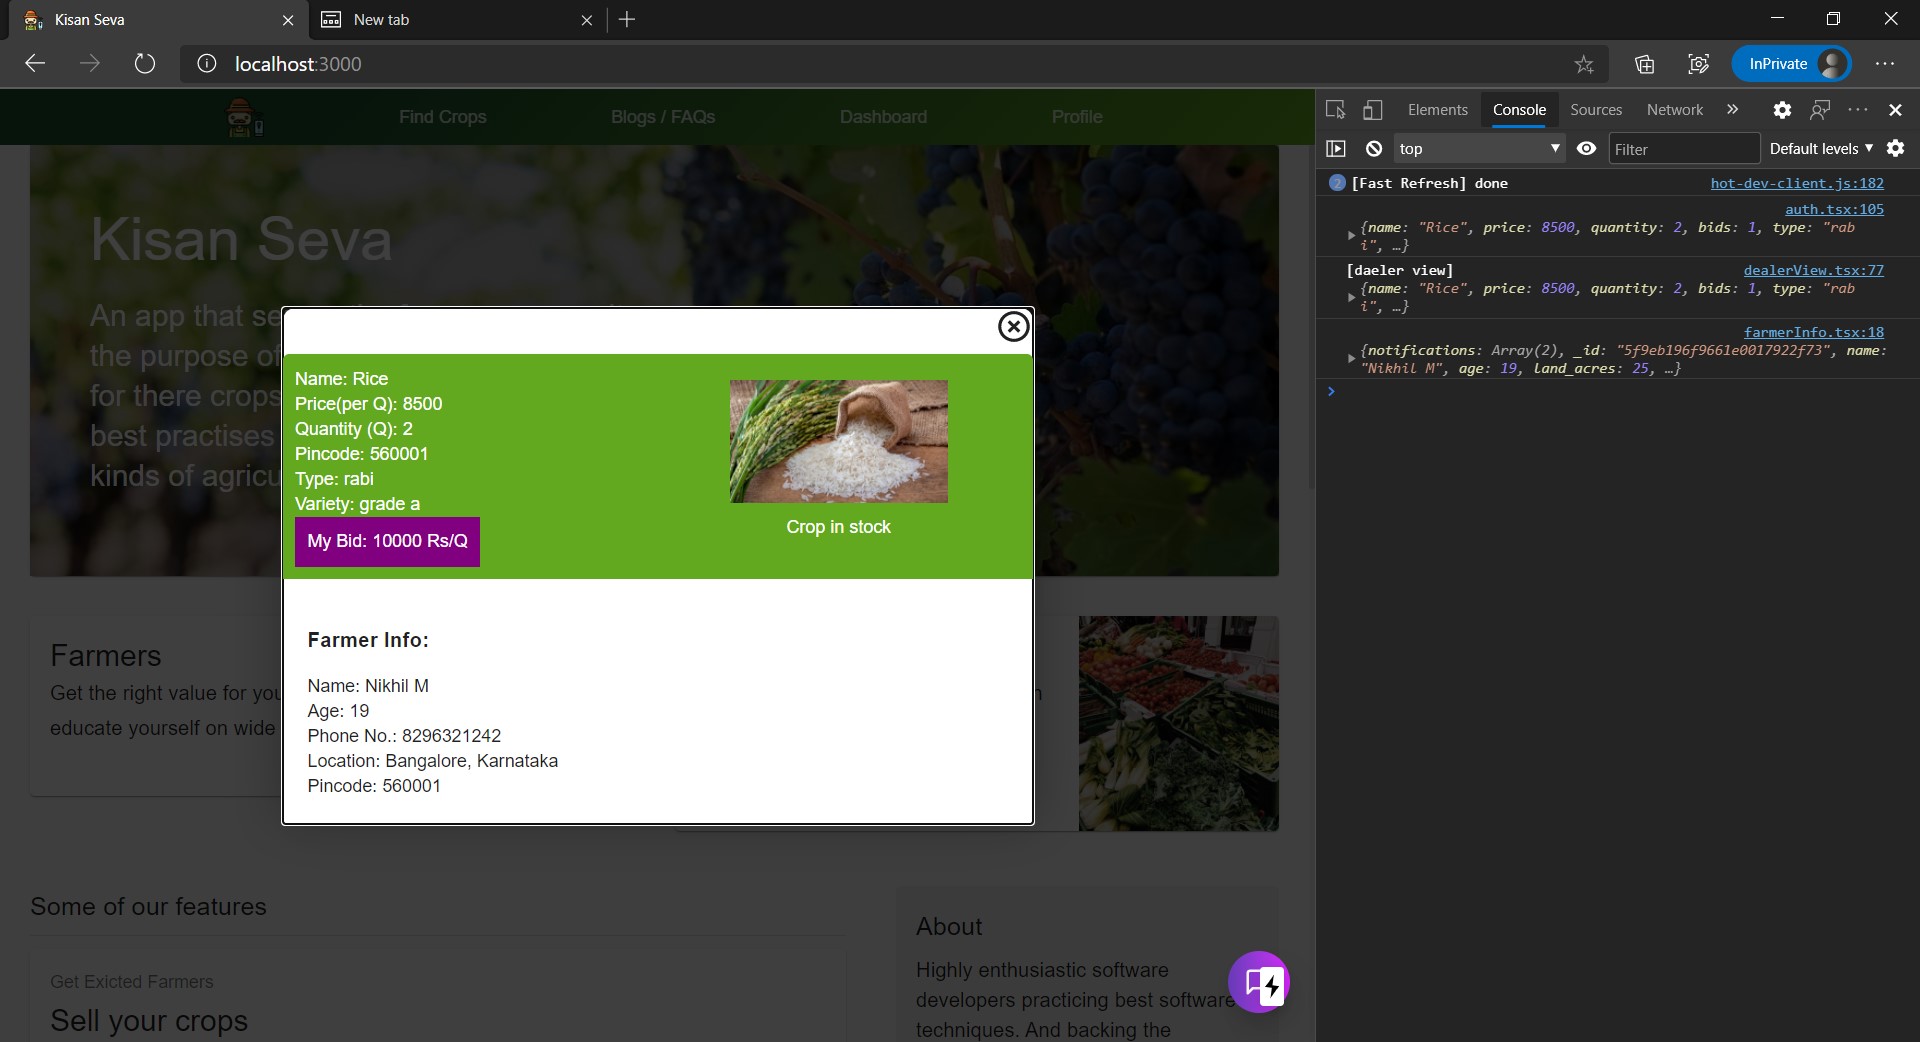 Kisan Seva
New tab
localhost:3000
InPrivate
Find Crops
Blogs / FAQs
Dashboard
Profile
Kisan Seva
An app that se
the purpose of
for there crops
best practises
kinds of agricu
Name: Rice
Price(per Q): 8500
Quantity (Q): 2
Pincode: 560001
Type: rabi
Variety: grade a
My Bid: 10000 Rs/Q
Crop in stock
Farmer Info:
Name: Nikhil M
Age: 19
Phone No.: 8296321242
Location: Bangalore, Karnataka
Pincode: 560001
Farmers
Get the right value for you
educate yourself on wide
Some of our features
Get Exicted Farmers
Sell your crops
About
Highly enthusiastic software
developers practicing best software
techniques. And backing the
Elements
Console
Sources
Network
top
Filter
Default levels
2
[Fast Refresh] done
hot-dev-client.js:182
auth.tsx:105
{name: "Rice", price: 8500, quantity: 2, bids: 1, type: "rab
i", …}
[daeler view]
dealerView.tsx:77
{name: "Rice", price: 8500, quantity: 2, bids: 1, type: "rab
i", …}
farmerInfo.tsx:18
{notifications: Array(2), _id: "5f9eb196f9661e0017922f73", name:
"Nikhil M", age: 19, land_acres: 25, …}